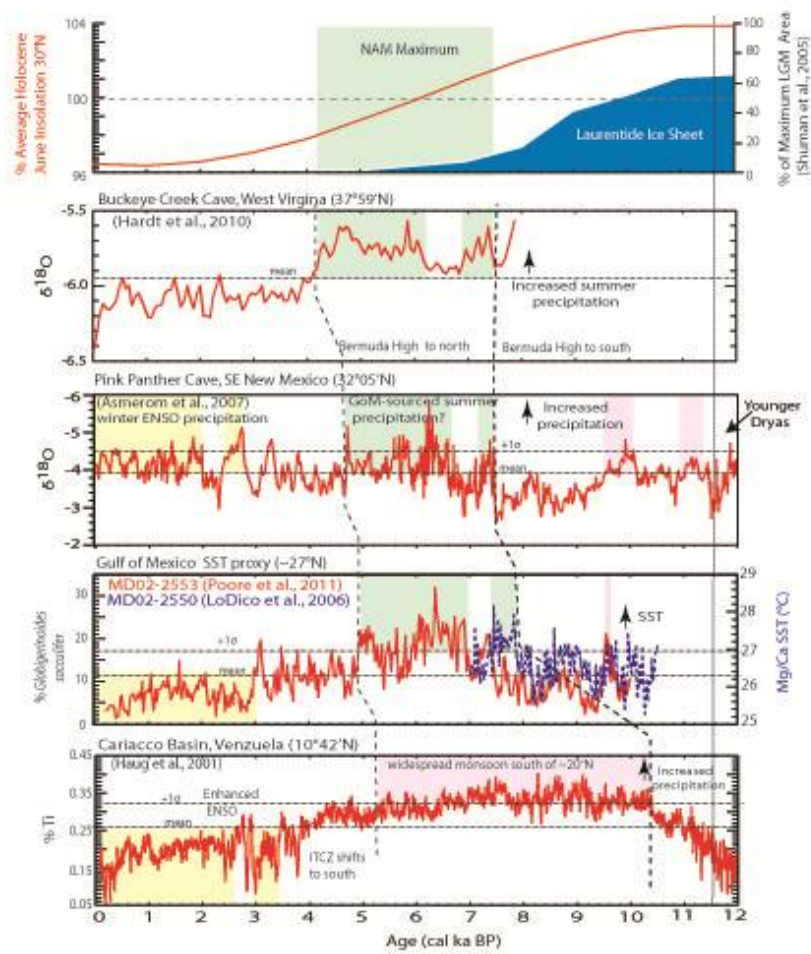 104
100
96
% Average Holocene
June Insolation 30°N
NAM Maximum
Laurentide Ice Sheet
100
80
60
40
20
0
% of Maximum LGM Area
[Shuman et al., 2005)
Buckeye Creek Cave, West Virgina (37°59'N)
(Hardt et al., 2010)
-5.5
-6.0
-6.5
δ18O
mean
Increased summer
precipitation
Bermuda High to north
Bermuda High to south
Pink Panther Cave, SE New Mexico (32°05'N)
(Asmerom et al., 2007)
winter ENSO precipitation
GoM-sourced summer
precipitation?
Increased
precipitation
Younger
Dryas
-6
-5
-4
-3
-2
δ18O
+1σ
mean
Gulf of Mexico SST proxy (~27°N)
MD02-2553 (Poore et al., 2011)
MD02-2550 (LoDico et al., 2006)
SST
30
20
10
0
% Globigerinoides
sacculifer
+1σ
mean
29
28
27
26
25
Mg/Ca SST (°C)
Cariacco Basin, Venzuela (10°42'N)
(Haug et al., 2001)
widespread monsoon south of ~20°N
Increased
precipitation
Enhanced
ENSO
+1σ
mean
ITCZ shifts
to south
0.45
0.35
0.25
0.15
0.05
% Ti
0 1 2 3 4 5 6 7 8 9 10 11 12
Age (cal ka BP)